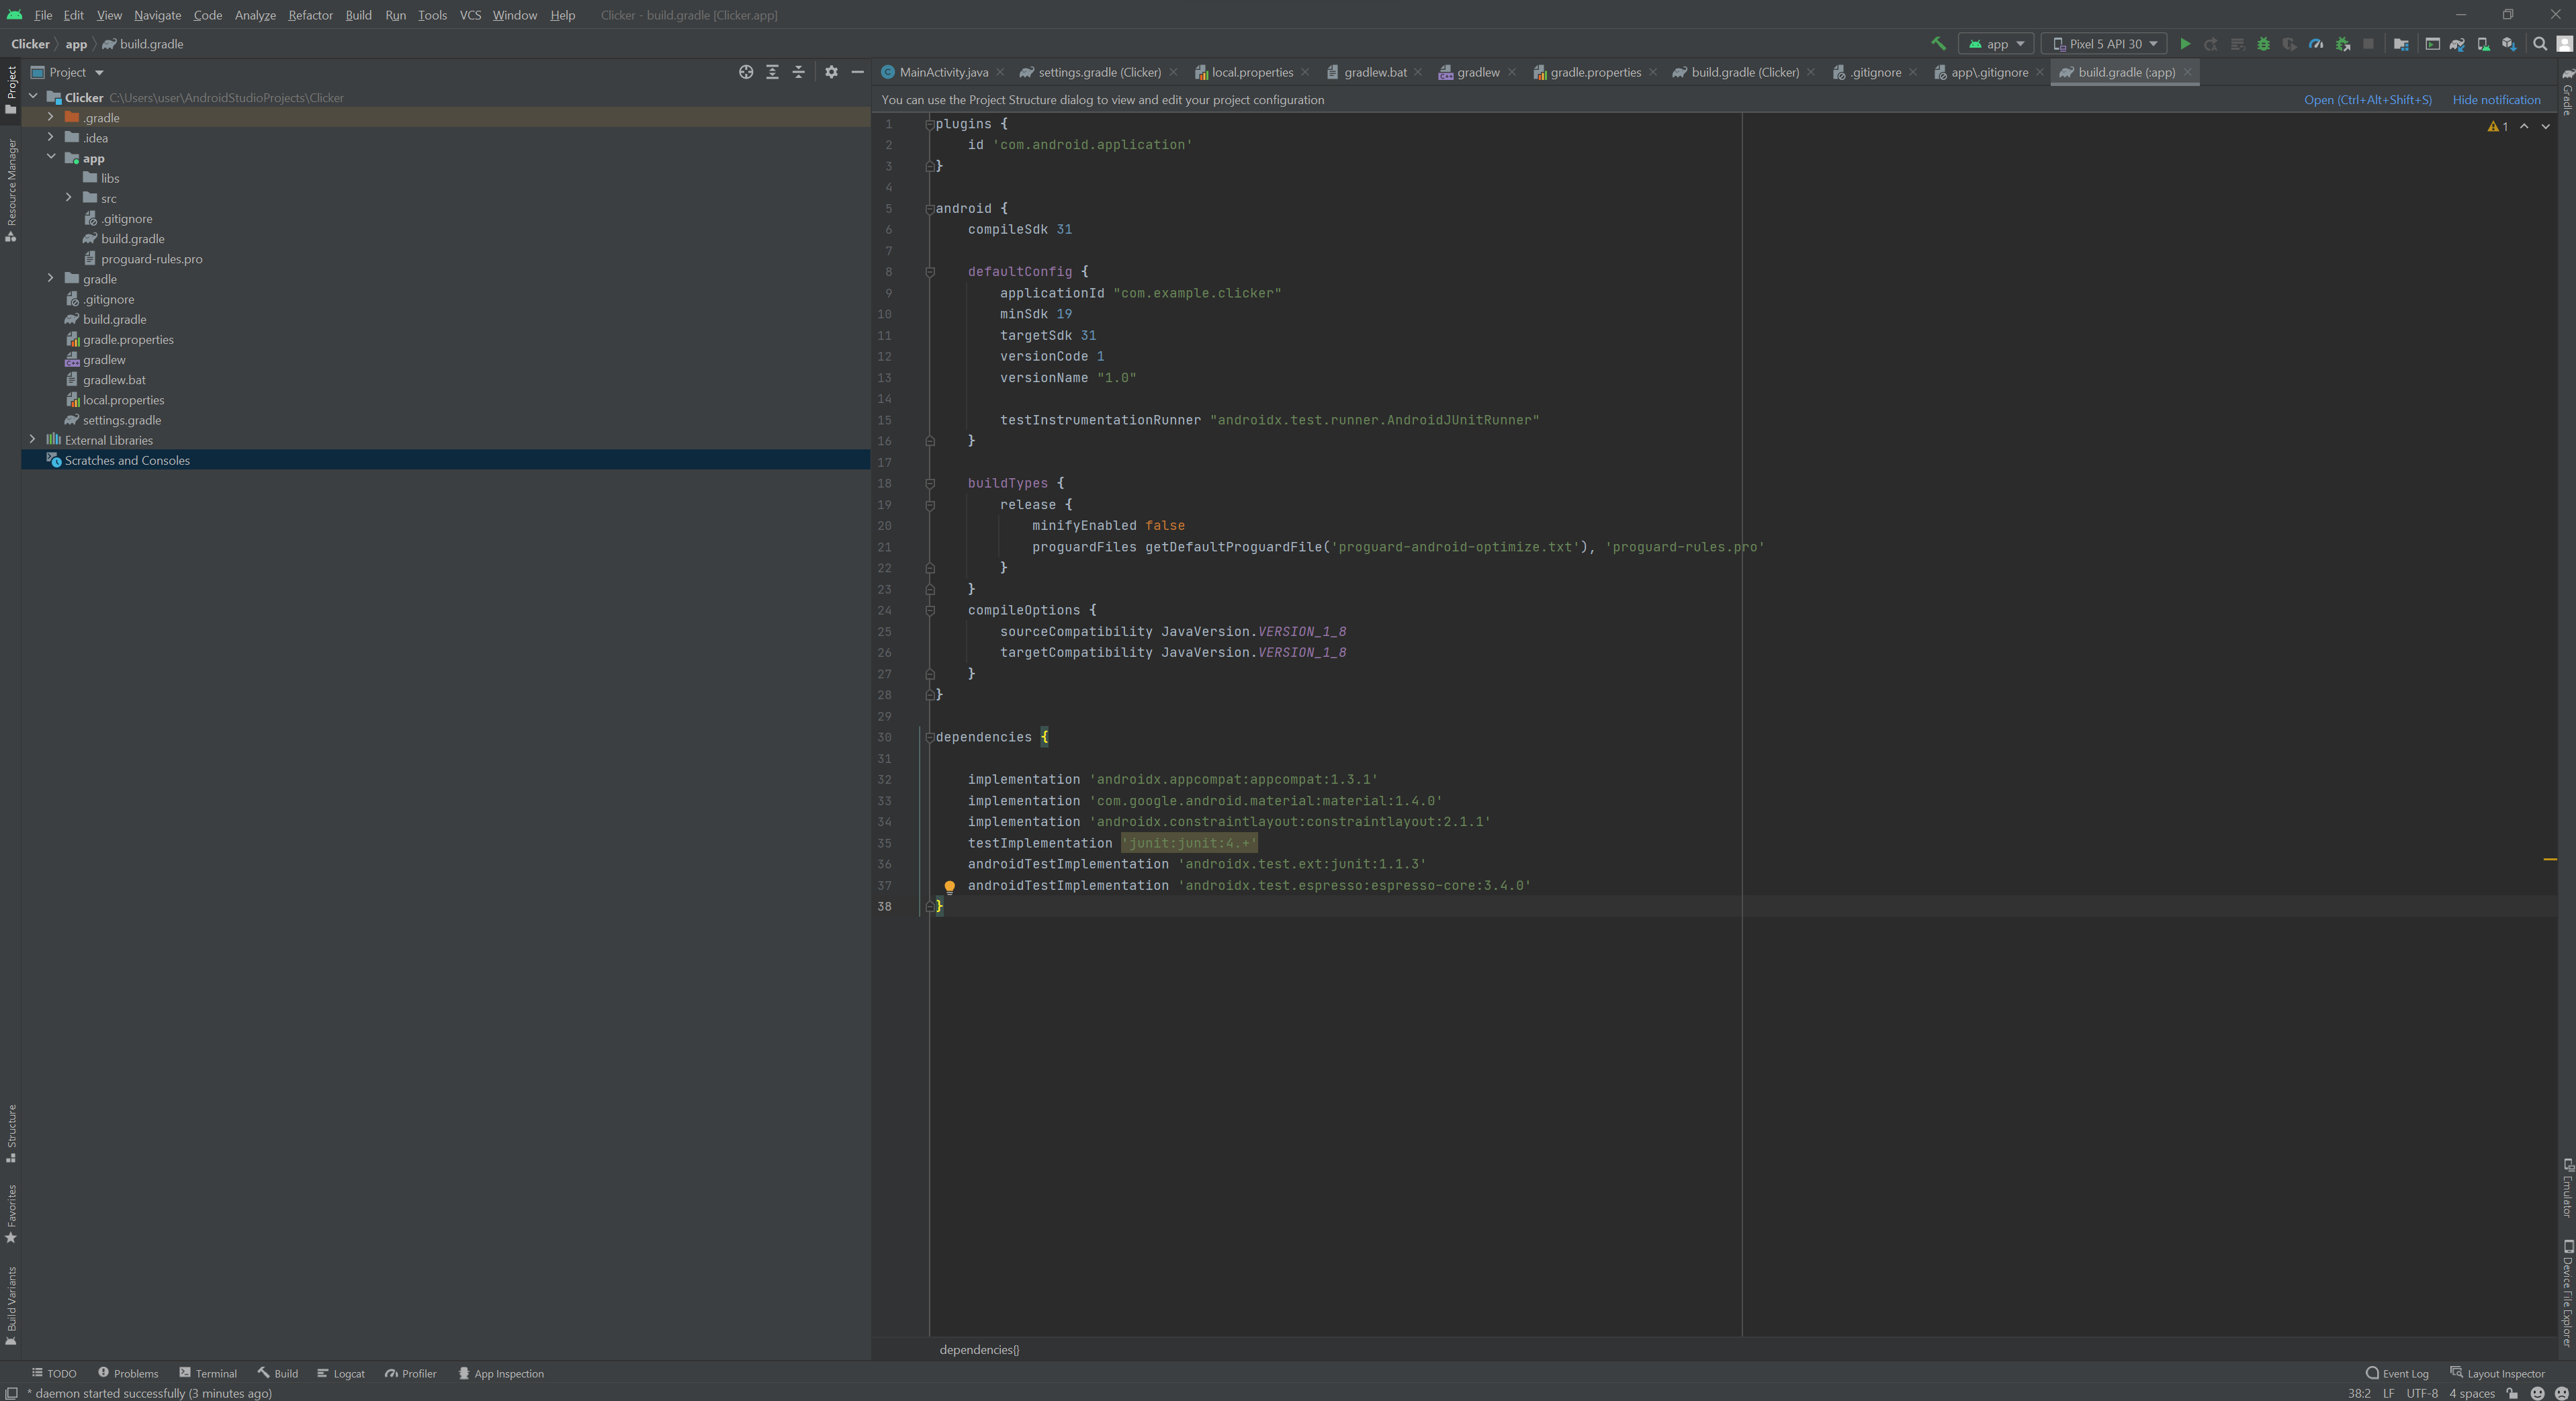 File Edit View Navigate Code Analyze Refactor Build Run Tools VCS Window Help Clicker - build.gradle [Clicker.app]
Clicker app build.gradle
app Pixel 5 API 30
Project
MainActivity.java settings.gradle (Clicker) local.properties gradlew.bat gradlew gradle.properties build.gradle (Clicker) .gitignore app\.gitignore build.gradle (:app)
You can use the Project Structure dialog to view and edit your project configuration Open (Ctrl+Alt+Shift+S) Hide notification
Project
Resource Manager
Structure
Favorites
Build Variants
Clicker C:\Users\user\AndroidStudioProjects\Clicker
.gradle
.idea
app
libs
src
.gitignore
build.gradle
proguard-rules.pro
gradle
.gitignore
build.gradle
gradle.properties
gradlew
gradlew.bat
local.properties
settings.gradle
External Libraries
Scratches and Consoles
1 plugins {
2 id 'com.android.application'
3 }
4
5 android {
6 compileSdk 31
7
8 defaultConfig {
9 applicationId "com.example.clicker"
10 minSdk 19
11 targetSdk 31
12 versionCode 1
13 versionName "1.0"
14
15 testInstrumentationRunner "androidx.test.runner.AndroidJUnitRunner"
16 }
17
18 buildTypes {
19 release {
20 minifyEnabled false
21 proguardFiles getDefaultProguardFile('proguard-android-optimize.txt'), 'proguard-rules.pro'
22 }
23 }
24 compileOptions {
25 sourceCompatibility JavaVersion.VERSION_1_8
26 targetCompatibility JavaVersion.VERSION_1_8
27 }
28 }
29
30 dependencies {
31
32 implementation 'androidx.appcompat:appcompat:1.3.1'
33 implementation 'com.google.android.material:material:1.4.0'
34 implementation 'androidx.constraintlayout:constraintlayout:2.1.1'
35 testImplementation 'junit:junit:4.+'
36 androidTestImplementation 'androidx.test.ext:junit:1.1.3'
37 androidTestImplementation 'androidx.test.espresso:espresso-core:3.4.0'
38 }
1
Gradle
Emulator
Device File Explorer
dependencies{}
TODO Problems Terminal Build Logcat Profiler App Inspection Event Log Layout Inspector
* daemon started successfully (3 minutes ago) 38:2 LF UTF-8 4 spaces